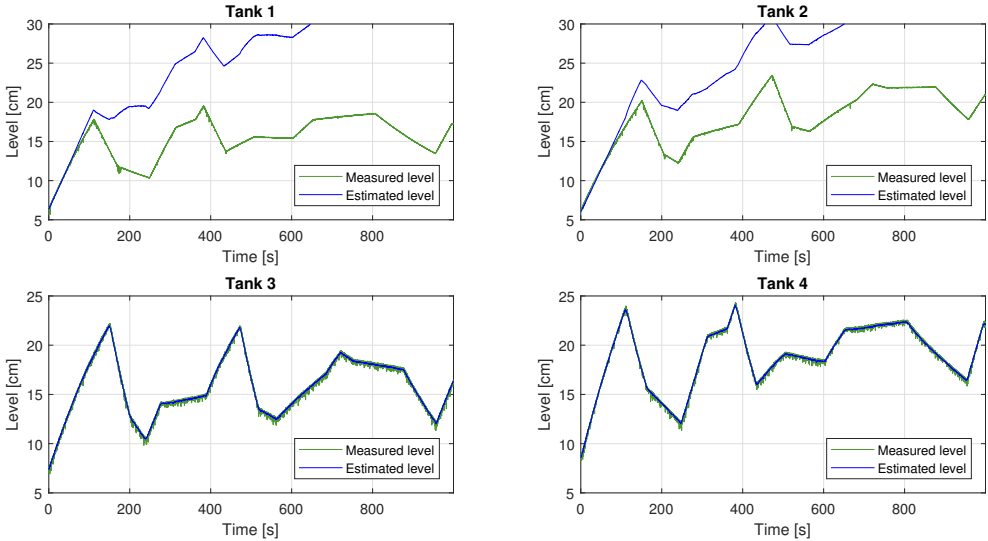 Tank 1
30
25
20
15
10
5
Level [cm]
Measured level
Estimated level
0 200 400 600 800
Time [s]
Tank 2
30
25
20
15
10
5
Level [cm]
Measured level
Estimated level
0 200 400 600 800
Time [s]
Tank 3
25
20
15
10
5
Level [cm]
Measured level
Estimated level
0 200 400 600 800
Time [s]
Tank 4
25
20
15
10
5
Level [cm]
Measured level
Estimated level
0 200 400 600 800
Time [s]